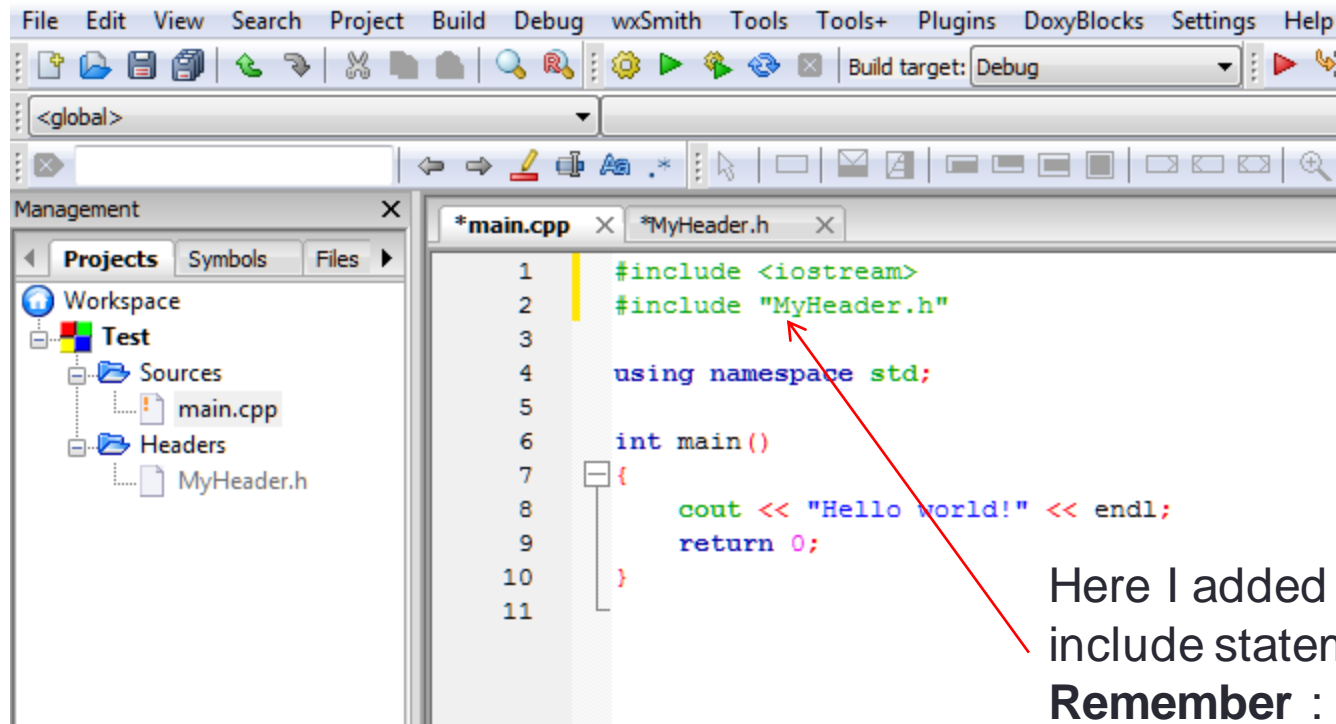 File Edit View Search Project Build Debug wxSmith Tools Tools+ Plugins DoxyBlocks Settings Help
Build target: Debug
<global>
Management
Projects Symbols Files
Workspace
Test
Sources
main.cpp
Headers
MyHeader.h
*main.cpp *MyHeader.h
1 #include <iostream>
2 #include "MyHeader.h"
3
4 using namespace std;
5
6 int main()
7 {
8 cout << "Hello world!" << endl;
9 return 0;
10 }
11
Here I added
include
Remember :